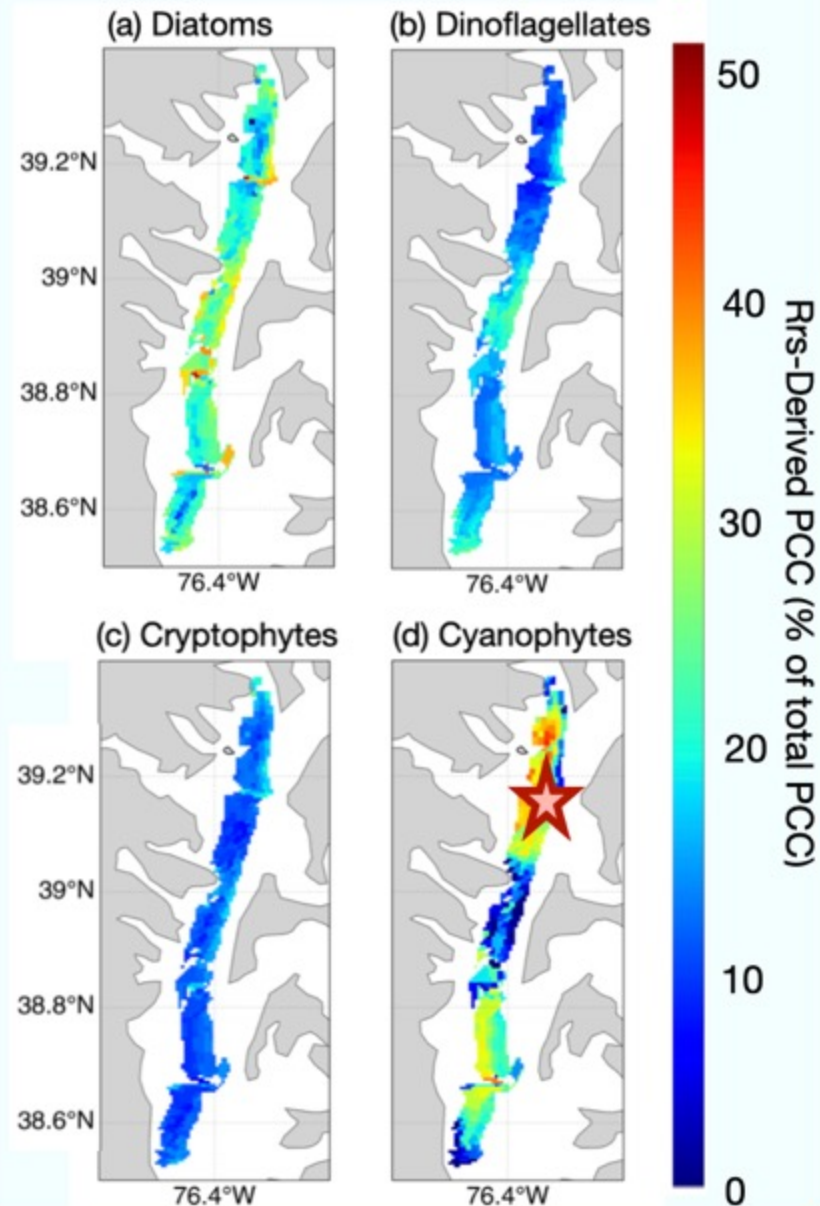 (a) Diatoms
(b) Dinoflagellates
39.2°N
39°N
38.8°N
38.6°N
76.4°W
76.4°W
(c) Cryptophytes
(d) Cyanophytes
39.2°N
39°N
38.8°N
38.6°N
76.4°W
76.4°W
50
40
30
20
10
0
Rrs-Derived PCC (% of total PCC)